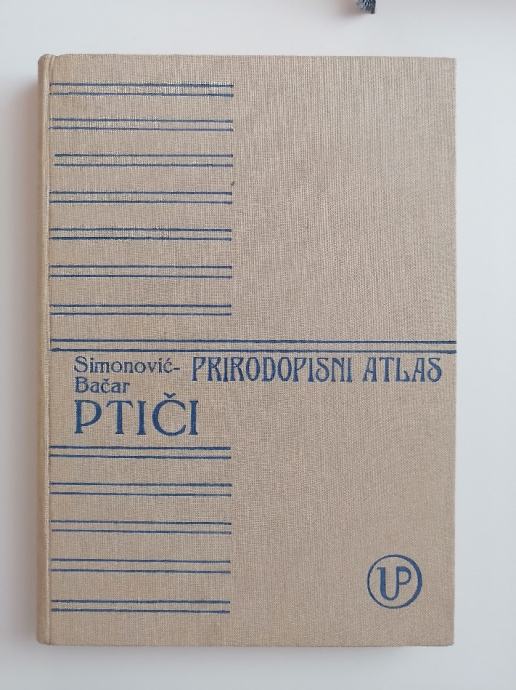 Simonović- PRIRODOPISNI ATLAS
Bačar
PTIČI
UP